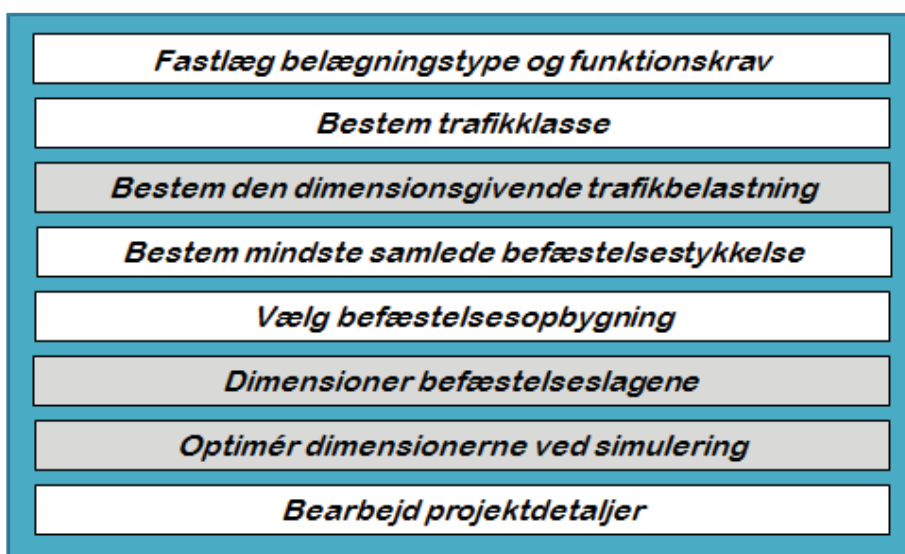 Fastlæg belægningstype og funktionskrav
Bestem trafikklasse
Bestem den dimensionsgivende trafikbelastning
Bestem mindste samlede befæstelsestykkelse
Vælg befæstelsesopbygning
Dimensioner befæstelseslagene
Optimér dimensionerne ved simulering
Bearbejd projektdetaljer